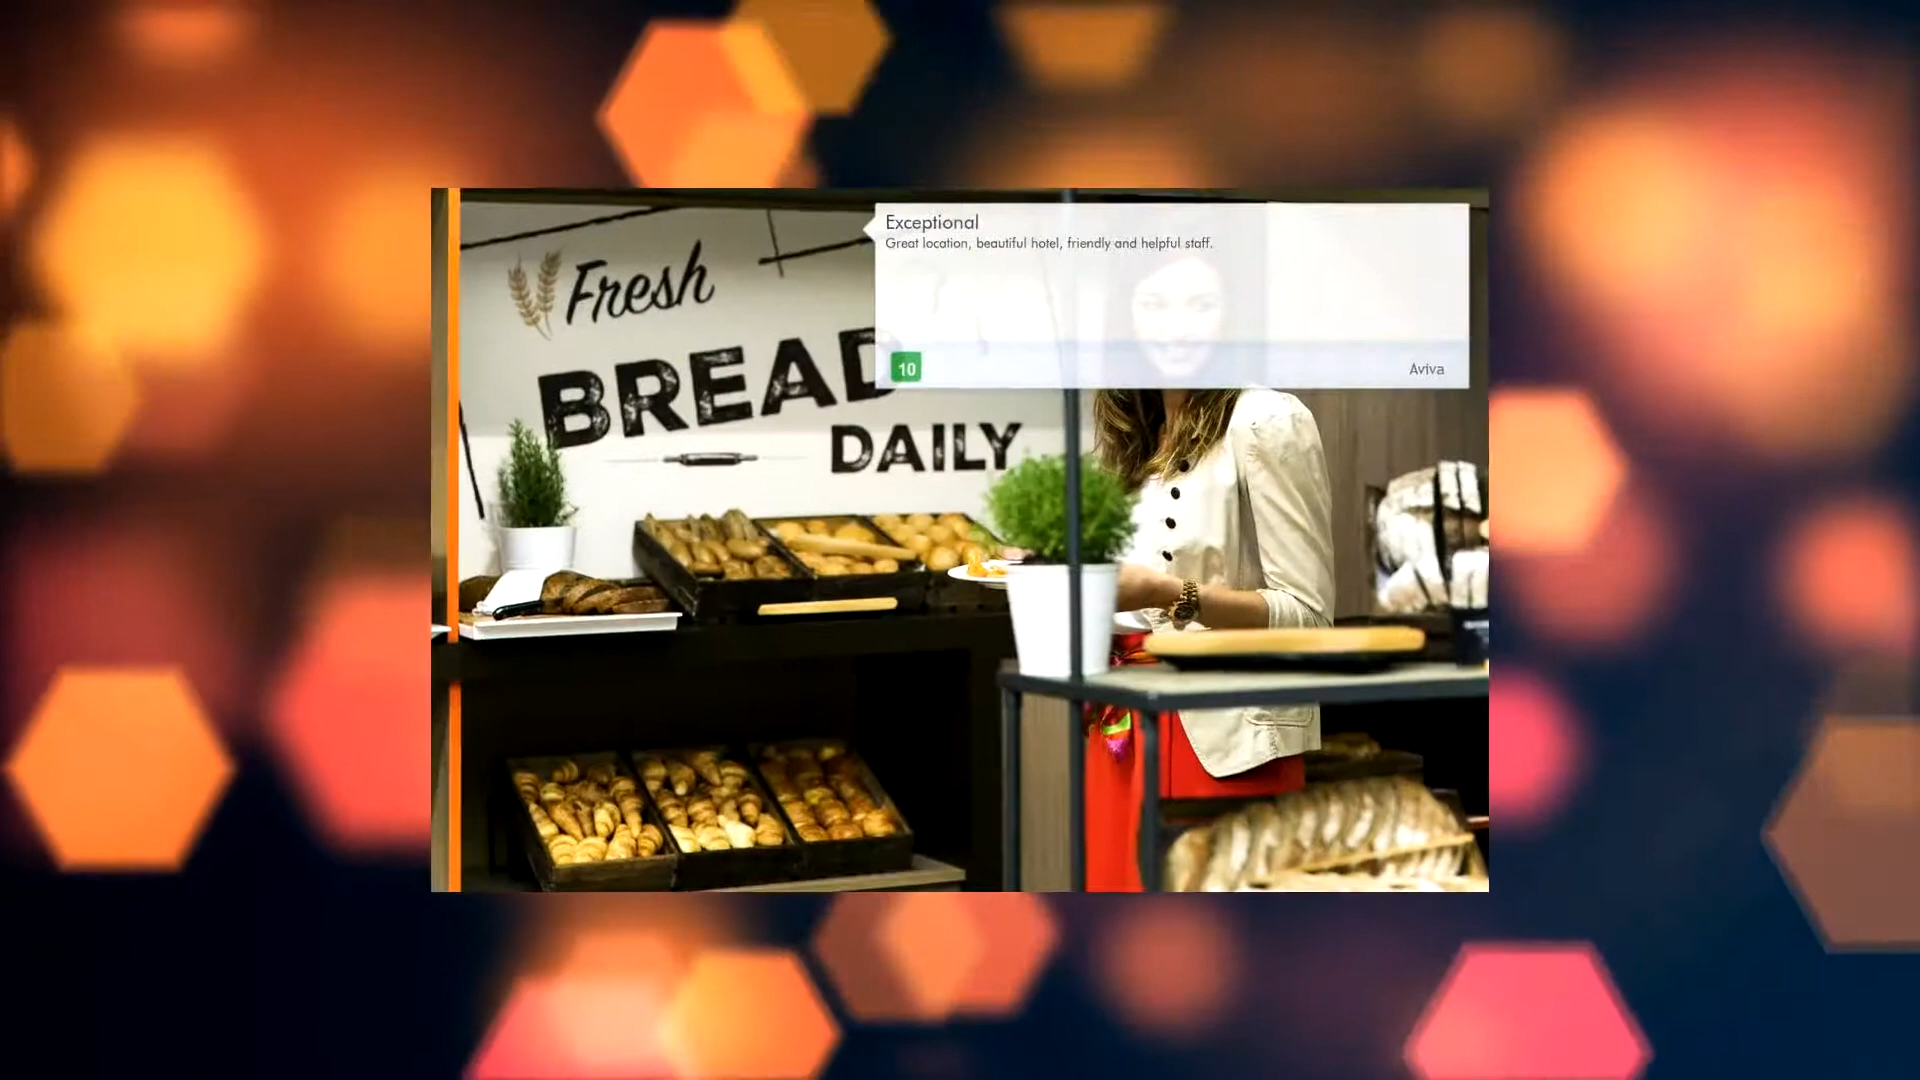 Exceptional
Great location, beautiful hotel, friendly and helpful staff.
10
Aviva
Fresh
BREAD
DAILY